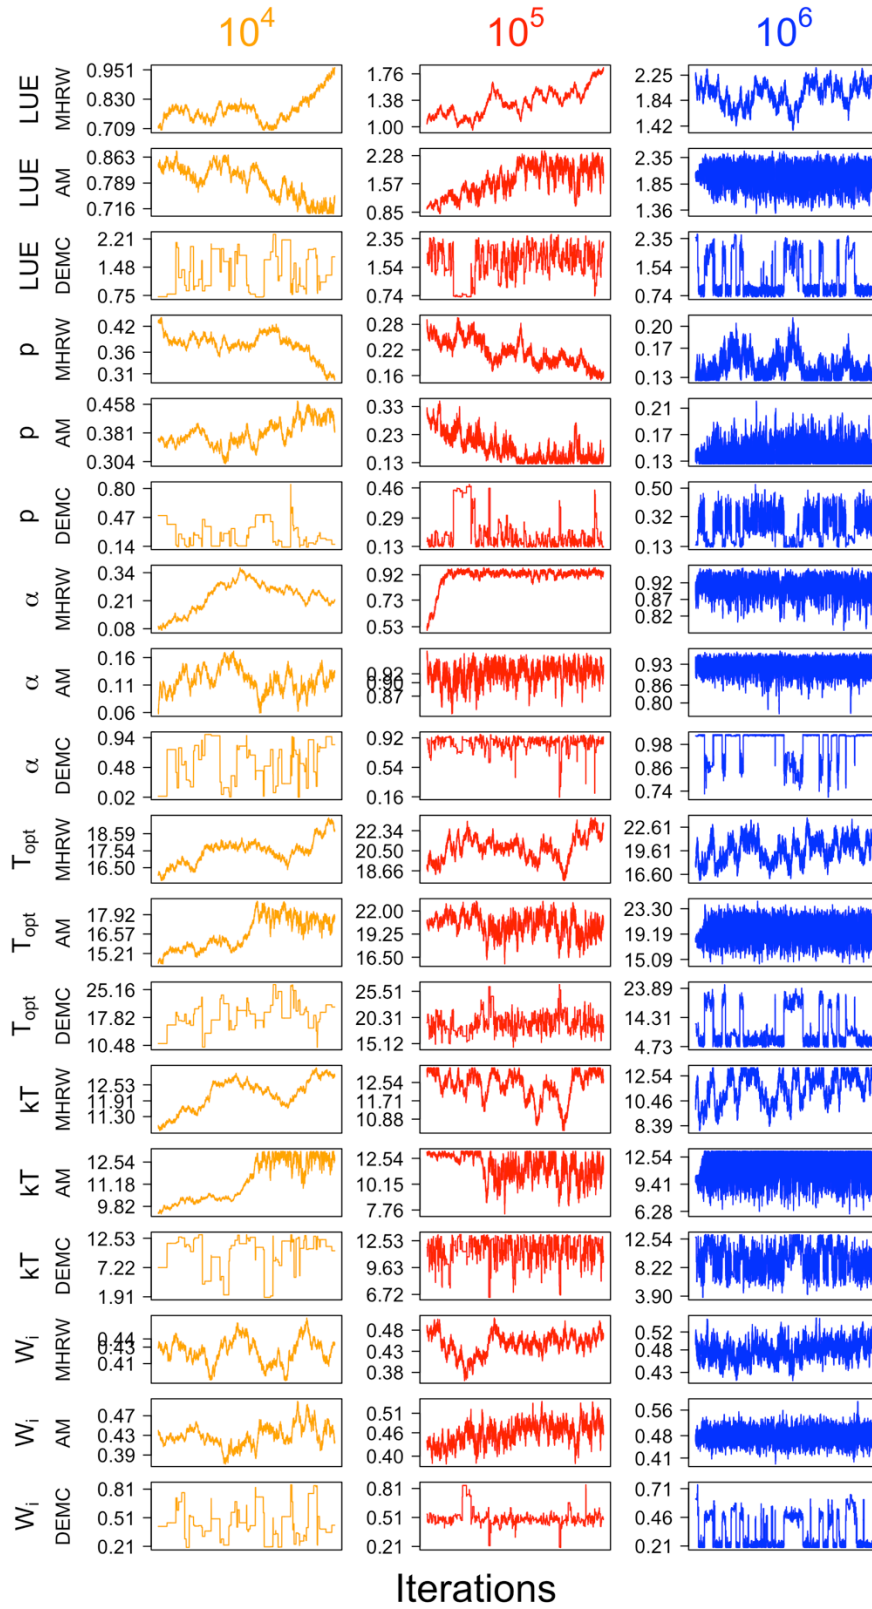 10^4 10^5 10^6
LUE MHRW 0.951 0.830 0.709 1.76 1.38 1.00 2.25 1.84 1.42
LUE AM 0.863 0.789 0.716 2.28 1.57 0.85 2.35 1.85 1.36
LUE DEMC 2.21 1.48 0.75 2.35 1.54 0.74 2.35 1.54 0.74
p MHRW 0.42 0.36 0.31 0.28 0.22 0.16 0.20 0.17 0.13
p AM 0.458 0.381 0.304 0.33 0.23 0.13 0.21 0.17 0.13
p DEMC 0.80 0.47 0.14 0.46 0.29 0.13 0.50 0.32 0.13
α MHRW 0.34 0.21 0.08 0.92 0.73 0.53 0.92 0.87 0.82
α AM 0.16 0.11 0.06 0.92 0.90 0.87 0.93 0.86 0.80
α DEMC 0.94 0.48 0.02 0.92 0.54 0.16 0.98 0.86 0.74
T_opt MHRW 18.59 17.54 16.50 22.34 20.50 18.66 22.61 19.61 16.60
T_opt AM 17.92 16.57 15.21 22.00 19.25 16.50 23.30 19.19 15.09
T_opt DEMC 25.16 17.82 10.48 25.51 20.31 15.12 23.89 14.31 4.73
kT MHRW 12.53 11.91 11.30 12.54 11.71 10.88 12.54 10.46 8.39
kT AM 12.54 11.18 9.82 12.54 10.15 7.76 12.54 9.41 6.28
kT DEMC 12.53 7.22 1.91 12.53 9.63 6.72 12.54 8.22 3.90
W_i MHRW 0.44 0.43 0.41 0.48 0.43 0.38 0.52 0.48 0.43
W_i AM 0.47 0.43 0.39 0.51 0.46 0.40 0.56 0.48 0.41
W_i DEMC 0.81 0.51 0.21 0.81 0.51 0.21 0.71 0.46 0.21
Iterations